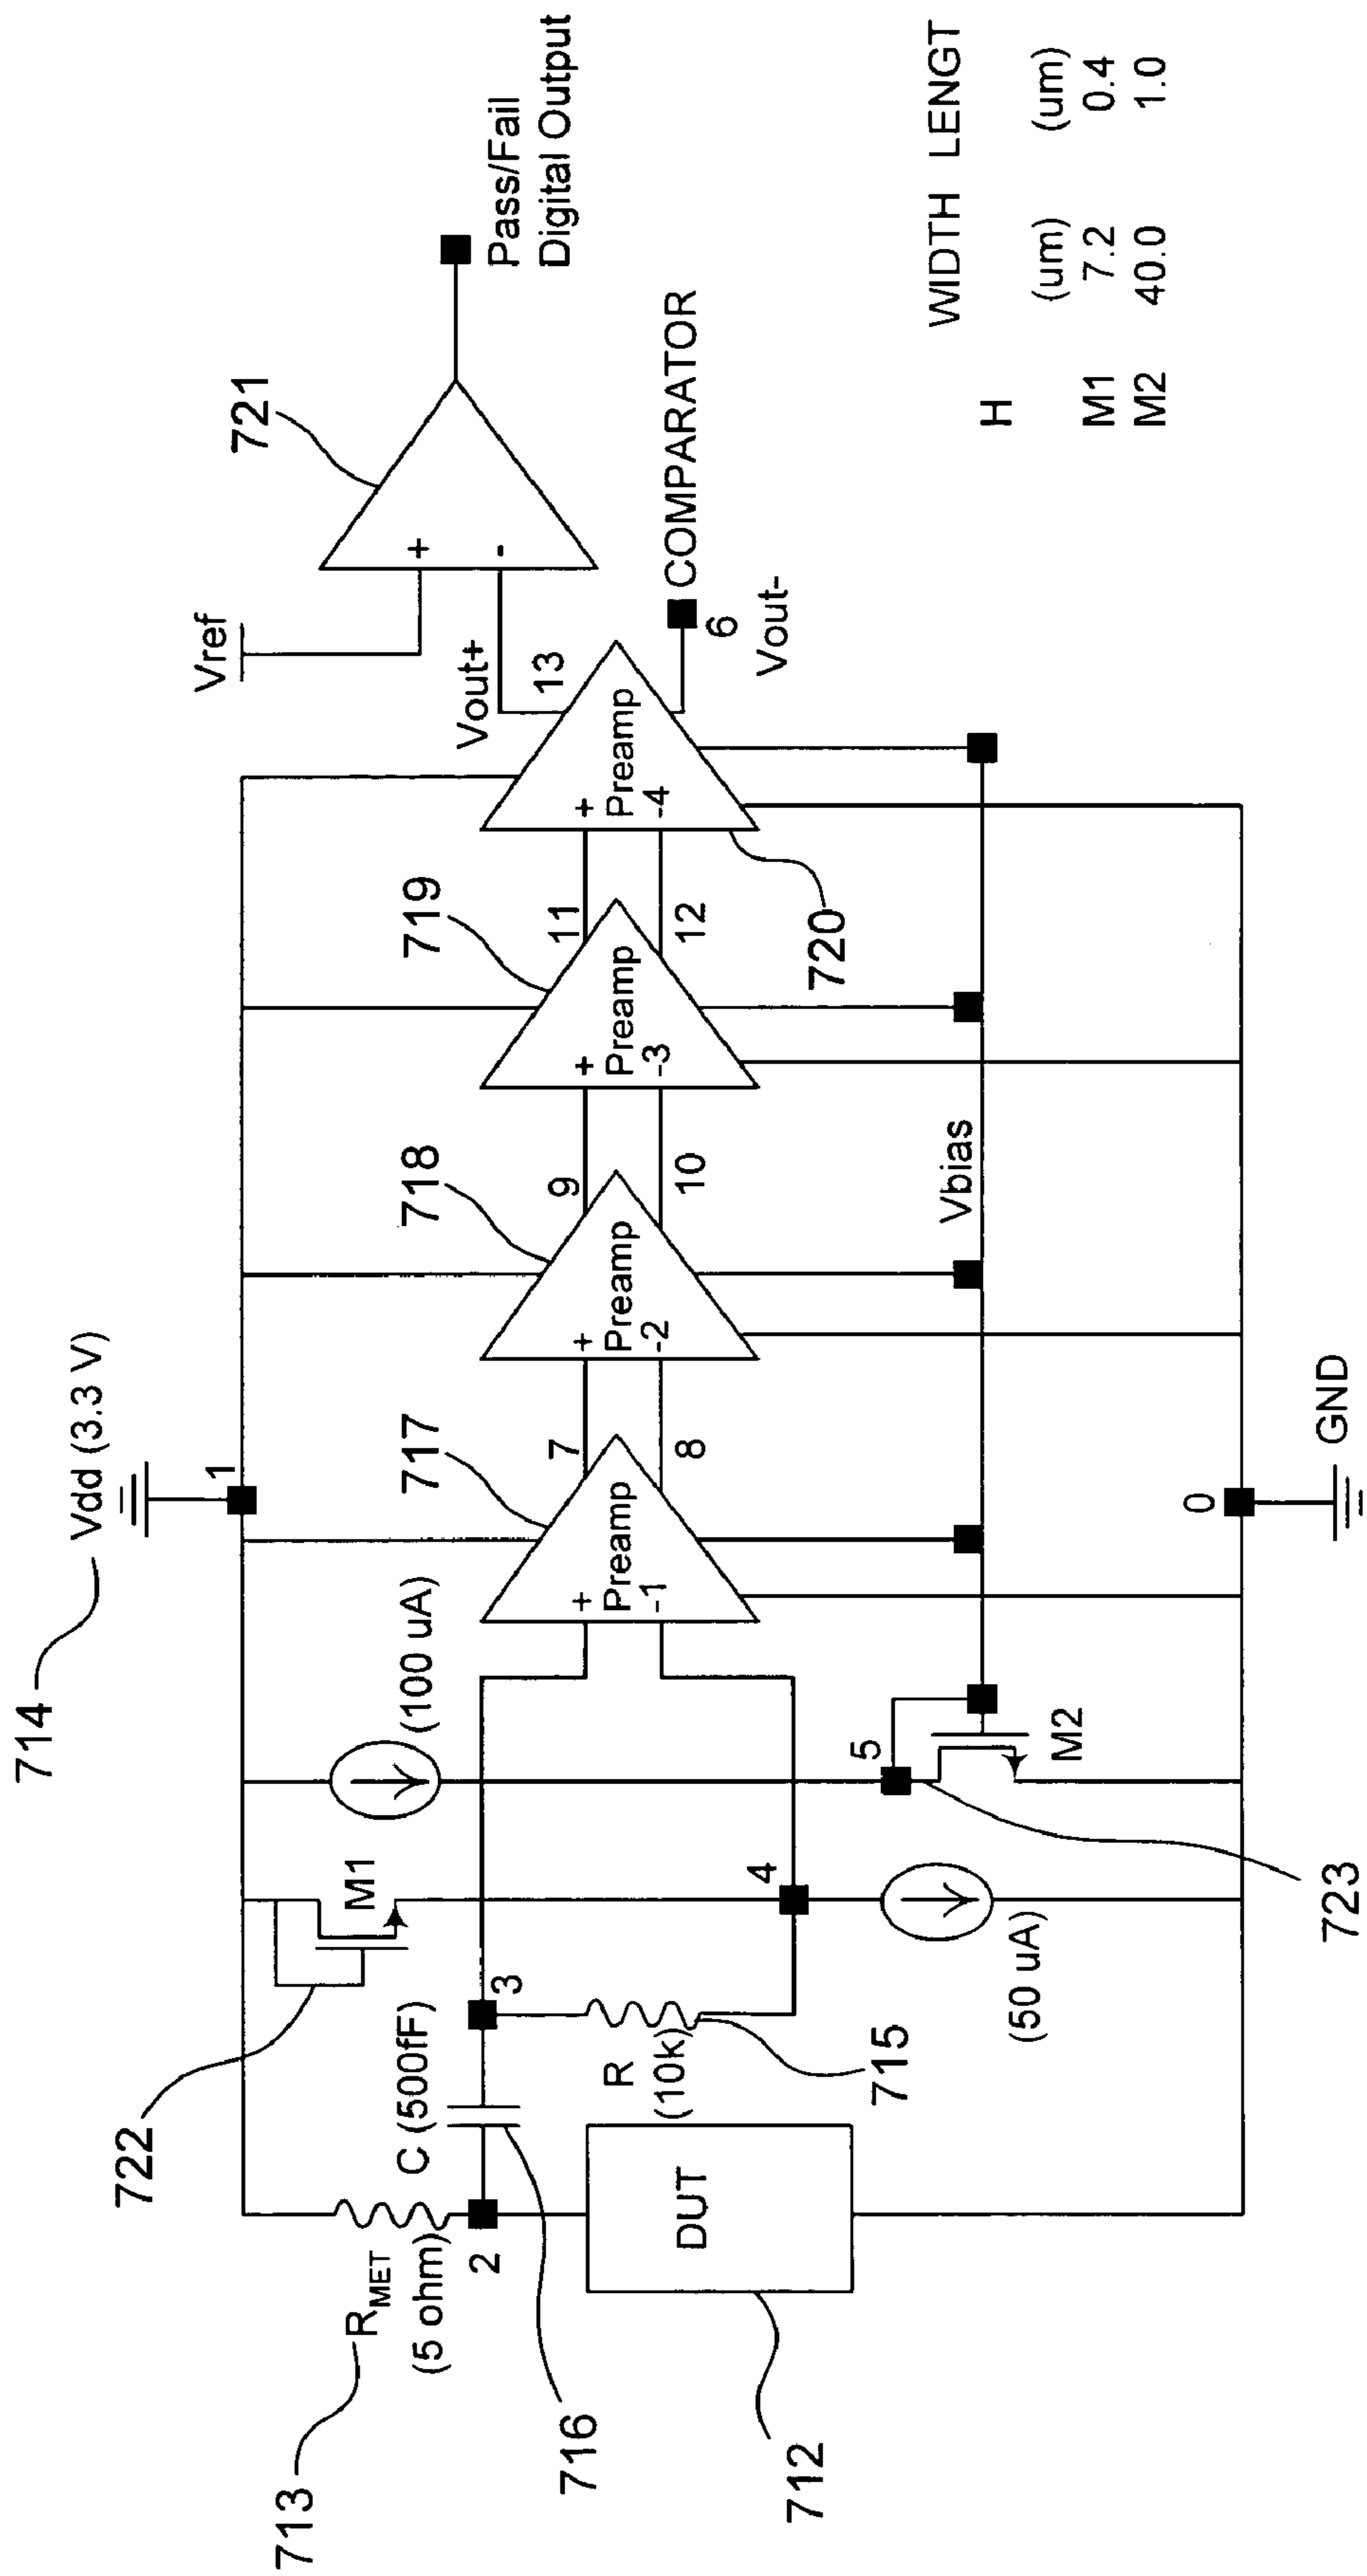 714
Vdd (3.3 V)
1
722
M1
(100 uA)
713
R_MET
(5 ohm)
2
C (500fF)
716
3
R
(10k)
715
4
(50 uA)
DUT
712
5
M2
723
717
+
Preamp
-1
7
8
718
+
Preamp
-2
9
10
719
+
Preamp
-3
11
12
720
+
Preamp
-4
13
Vout+
Vref
721
+
-
Pass/Fail
Digital Output
COMPARATOR
6
Vout-
Vbias
0
GND
WIDTH LENGT
H
(um) (um)
M1 7.2 0.4
M2 40.0 1.0